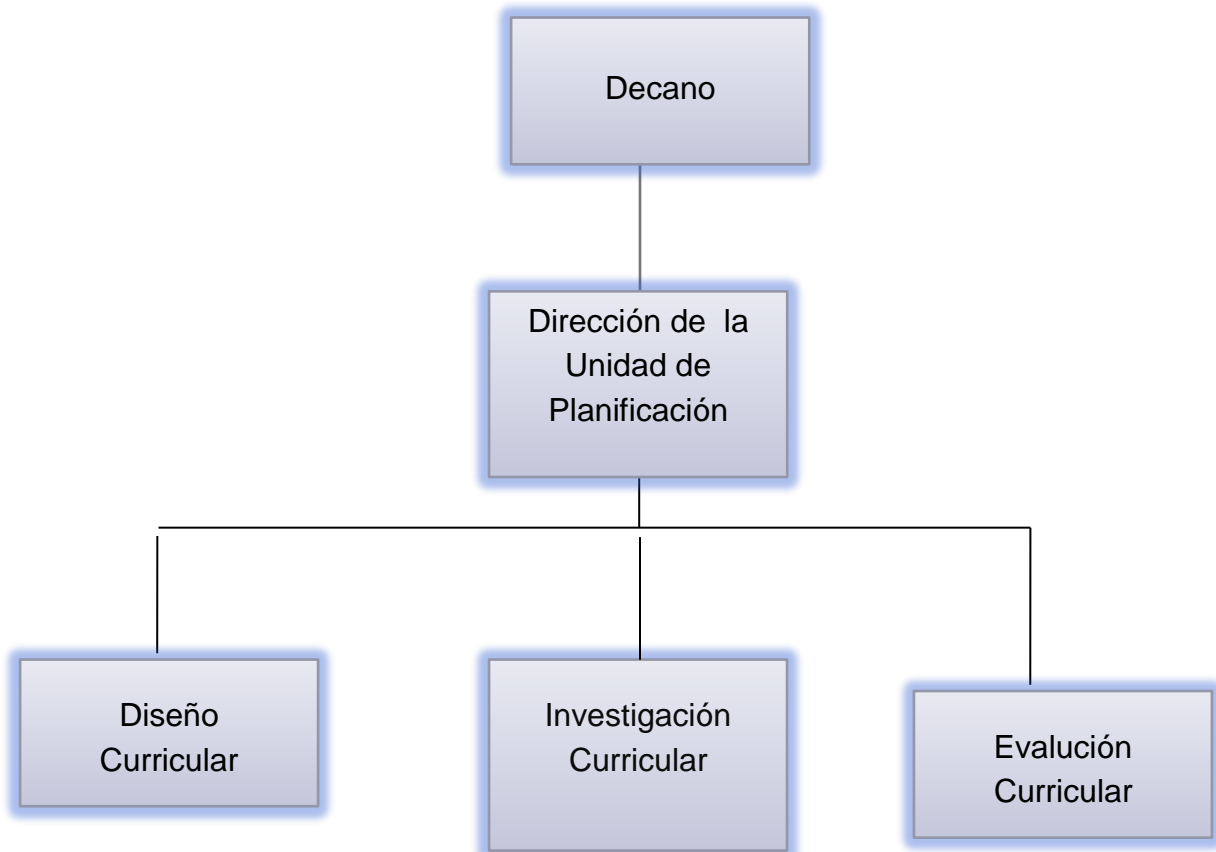 Decano
Dirección de  la
Unidad de
Planificación
Diseño
Curricular
Investigación
Curricular
Evalución
Curricular